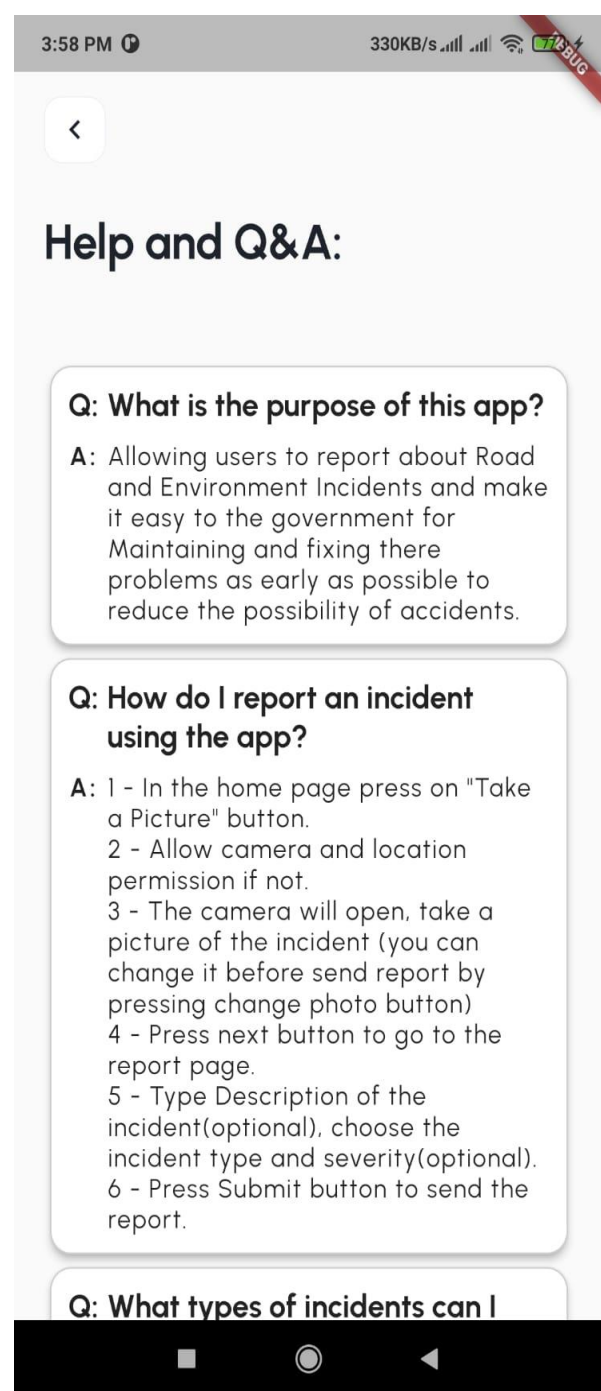 3:58 PM
330KB/s
77
DEBUG
Help and Q&A:
Q: What is the purpose of this app?
A: Allowing users to report about Road
and Environment Incidents and make
it easy to the government for
Maintaining and fixing there
problems as early as possible to
reduce the possibility of accidents.
Q: How do I report an incident
using the app?
A: 1 - In the home page press on "Take
a Picture" button.
2 - Allow camera and location
permission if not.
3 - The camera will open, take a
picture of the incident (you can
change it before send report by
pressing change photo button)
4 - Press next button to go to the
report page.
5 - Type Description of the
incident(optional), choose the
incident type and severity(optional).
6 - Press Submit button to send the
report.
Q: What types of incidents can I